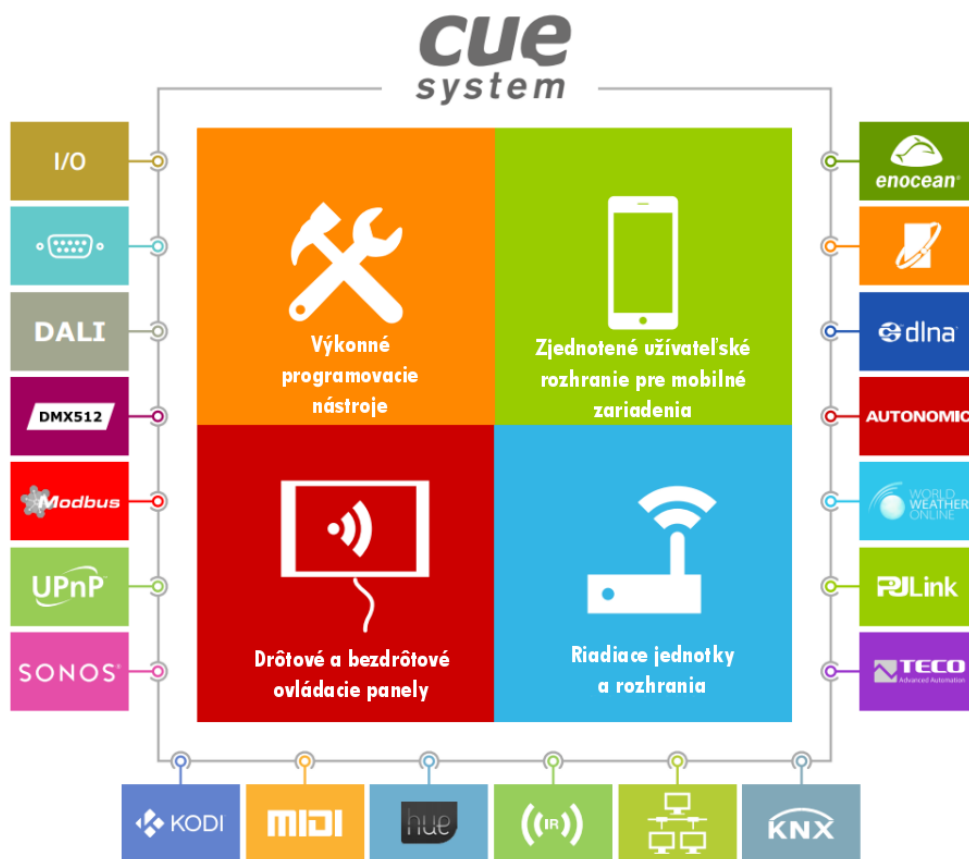 cue
system
I/O
DALI
DMX512
Modbus
UPnP
SONOS®
Výkonné
programovacie
nástroje
Zjednotené užívateľské
rozhranie pre mobilné
zariadenia
Drôtové a bezdrôtové
ovládacie panely
Riadiace jednotky
a rozhrania
enocean®
dlna
AUTONOMIC
WORLD
WEATHER
ONLINE
PJLink
TECO
Advanced Automation
KODI
MIDI
hue
IR
KNX